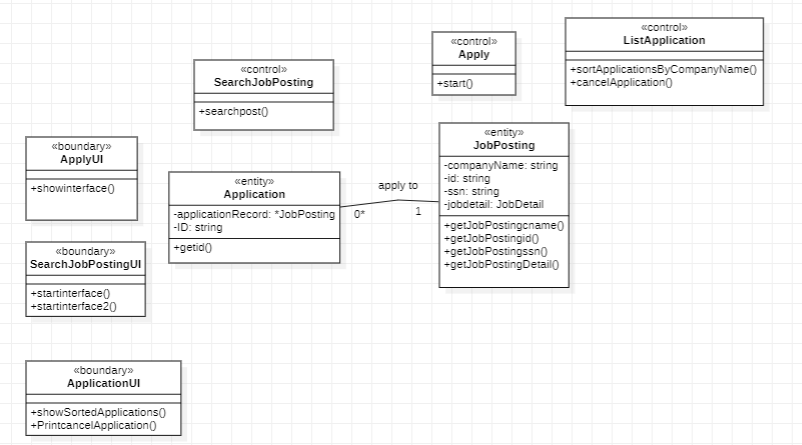 «control»
ListApplication
+sortApplicationsByCompanyName()
+cancelApplication()
«control»
Apply
+start()
«control»
SearchJobPosting
+searchpost()
«boundary»
ApplyUI
+showinterface()
«entity»
Application
-applicationRecord: *JobPosting
-ID: string
+getid()
apply to
0*
1
«entity»
JobPosting
-companyName: string
-id: string
-ssn: string
-jobdetail: JobDetail
+getJobPostingcname()
+getJobPostingid()
+getJobPostingssn()
+getJobPostingDetail()
«boundary»
SearchJobPostingUI
+startinterface()
+startinterface2()
«boundary»
ApplicationUI
+showSortedApplications()
+PrintcancelApplication()